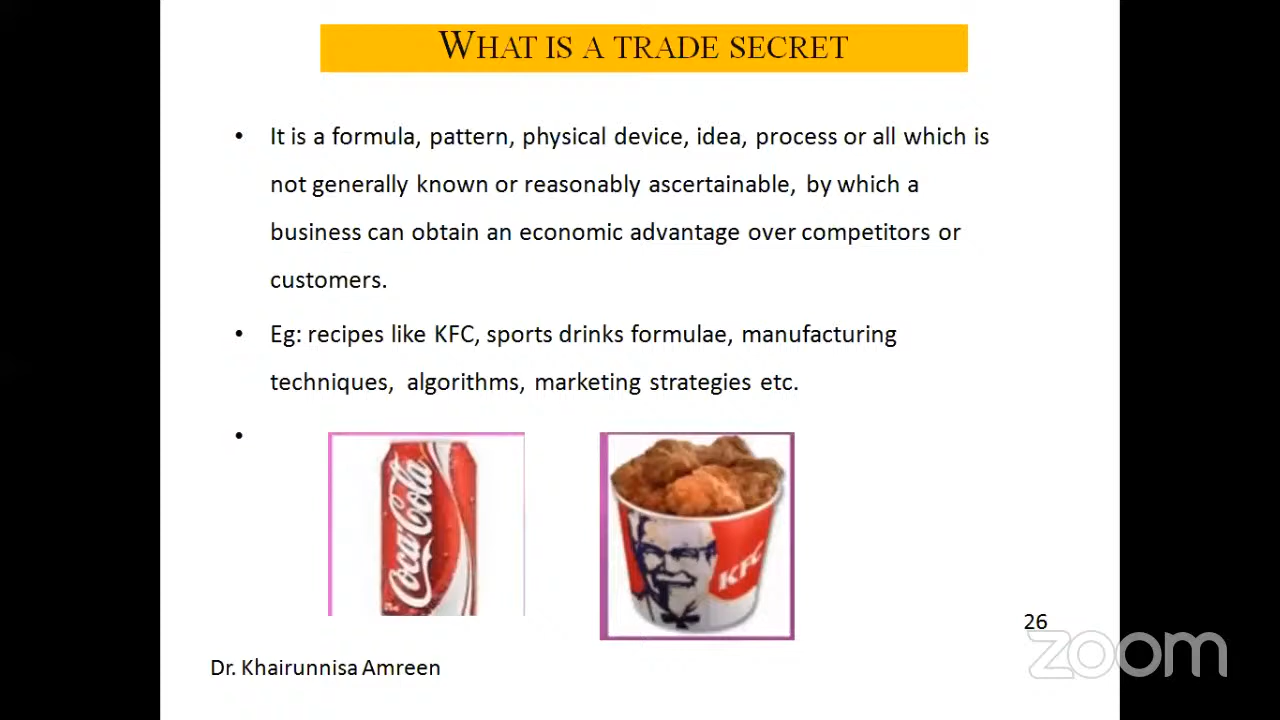 WHAT IS A TRADE SECRET
• It is a formula, pattern, physical device, idea, process or all which is
not generally known or reasonably ascertainable, by which a
business can obtain an economic advantage over competitors or
customers.
• Eg: recipes like KFC, sports drinks formulae, manufacturing
techniques, algorithms, marketing strategies etc.
•
Coca-Cola
KFC
26
zoom
Dr. Khairunnisa Amreen